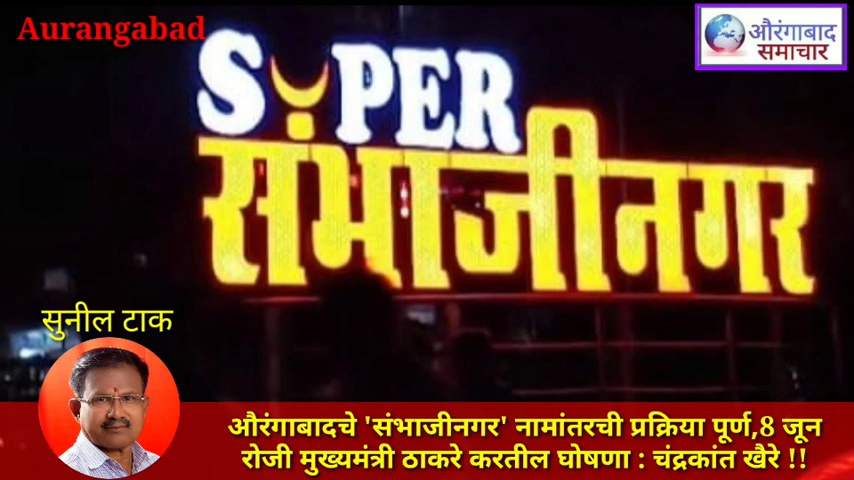 Aurangabad
औरंगाबाद
समाचार
SUPER
संभाजीनगर
सुनील टाक
औरंगाबादचे 'संभाजीनगर' नामांतरची प्रक्रिया पूर्ण,8 जून
रोजी मुख्यमंत्री ठाकरे करतील घोषणा : चंद्रकांत खैरे !!